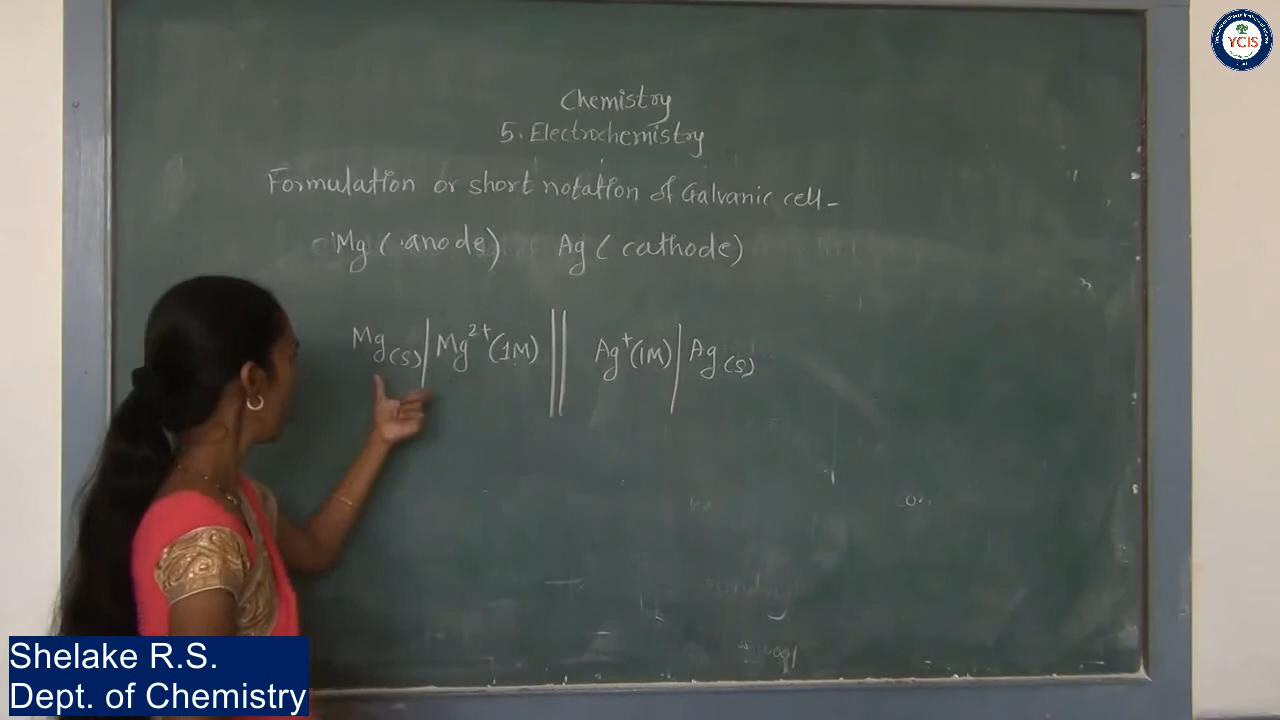 YCIS
Chemistry
5. Electrochemistry
Formulation or short notation of Galvanic cell-
Mg (anode) Ag (cathode)
Mg(s) | Mg²⁺(1M) || Ag⁺(1M) | Ag(s)
Shelake R.S.
Dept. of Chemistry